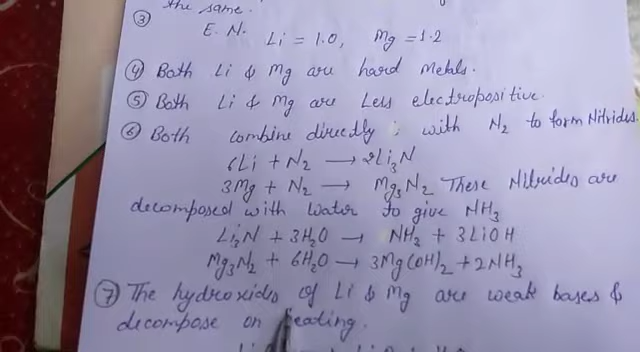 the same.
③ E. N. Li = 1.0, Mg = 1.2
④ Both Li & Mg are hard Metals.
⑤ Both Li & Mg are Less electropositive.
⑥ Both combine directly with N₂ to form Nitrides.
6Li + N₂ → 2Li₃N
3Mg + N₂ → Mg₃N₂ These Nitrides are
decomposed with Water to give NH₃
Li₃N + 3H₂O → NH₃ + 3LiOH
Mg₃N₂ + 6H₂O → 3Mg(OH)₂ + 2NH₃
⑦ The hydroxides of Li & Mg are weak bases &
decompose on heating.